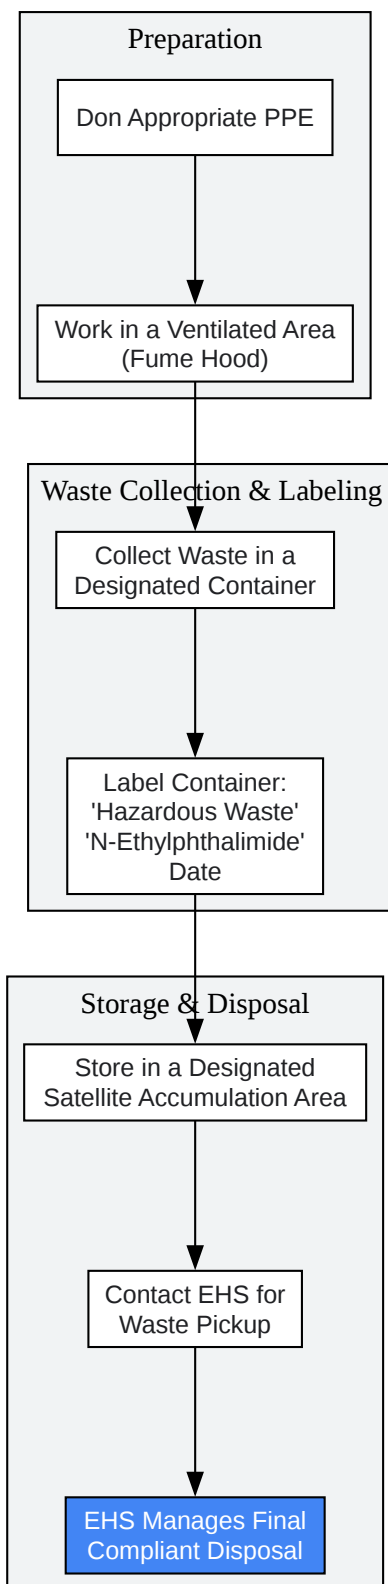 Preparation
Don Appropriate PPE
Work in a Ventilated Area
(Fume Hood)
Waste Collection & Labeling
Collect Waste in a
Designated Container
Label Container:
'Hazardous Waste'
'N-Ethylphthalimide'
Date
Storage & Disposal
Store in a Designated
Satellite Accumulation Area
Contact EHS for
Waste Pickup
EHS Manages Final
Compliant Disposal